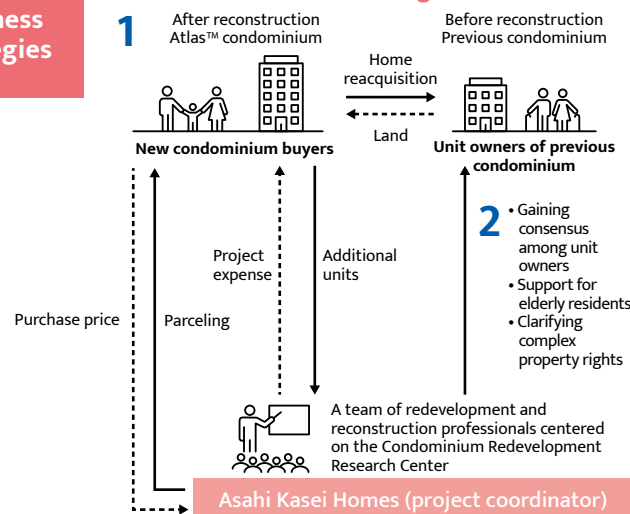 1
After reconstruction
Atlas™ condominium
Before reconstruction
Previous condominium
Home
reacquisition
Land
New condominium buyers
Unit owners of previous
condominium
2
• Gaining
consensus
among unit
owners
• Support for
elderly residents
• Clarifying
complex
property rights
Project
expense
Additional
units
Purchase price
Parceling
A team of redevelopment and
reconstruction professionals centered
on the Condominium Redevelopment
Research Center
Asahi Kasei Homes (project coordinator)